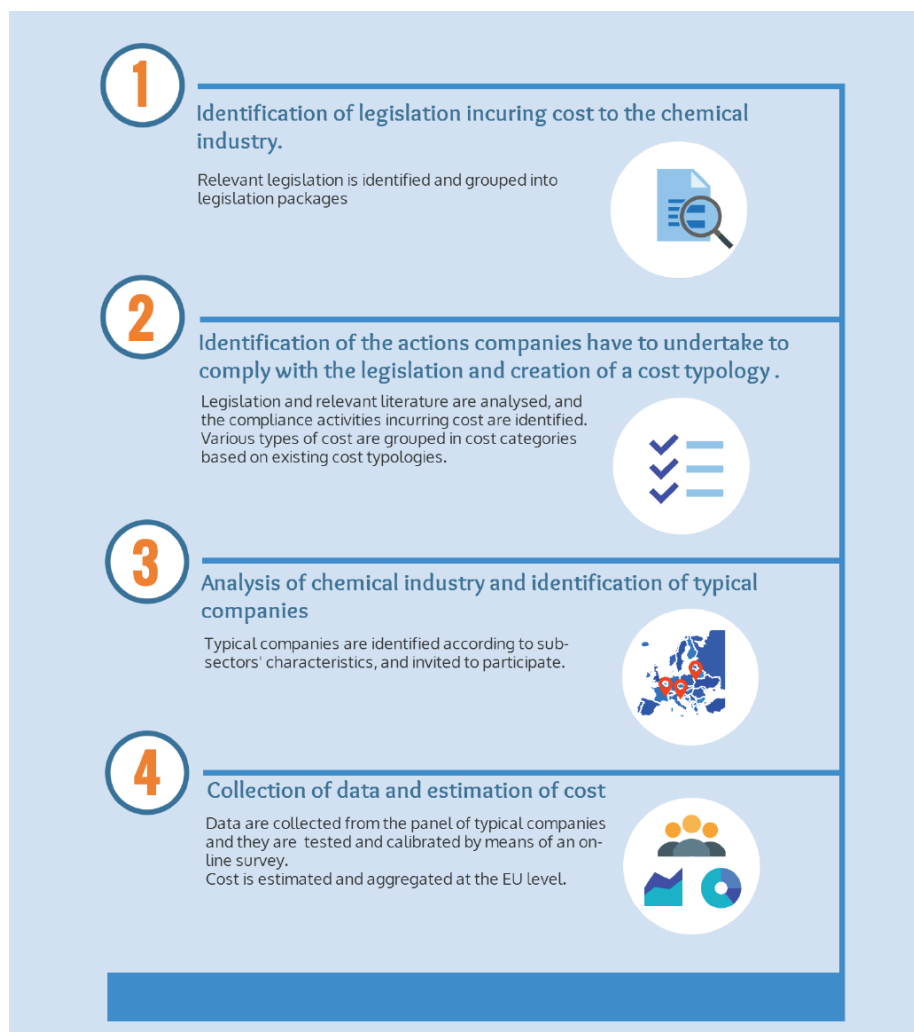 1
Identification of legislation incuring cost to the chemical
industry.
Relevant legislation is identified and grouped into
legislation packages
2
Identification of the actions companies have to undertake to
comply with the legislation and creation of a cost typology .
Legislation and relevant literature are analysed, and
the compliance activities incurring cost are identified.
Various types of cost are grouped in cost categories
based on existing cost typologies.
3
Analysis of chemical industry and identification of typical
companies
Typical companies are identified according to sub-
sectors' characteristics, and invited to participate.
4
Collection of data and estimation of cost
Data are collected from the panel of typical companies
and they are tested and calibrated by means of an on-
line survey.
Cost is estimated and aggregated at the EU level.